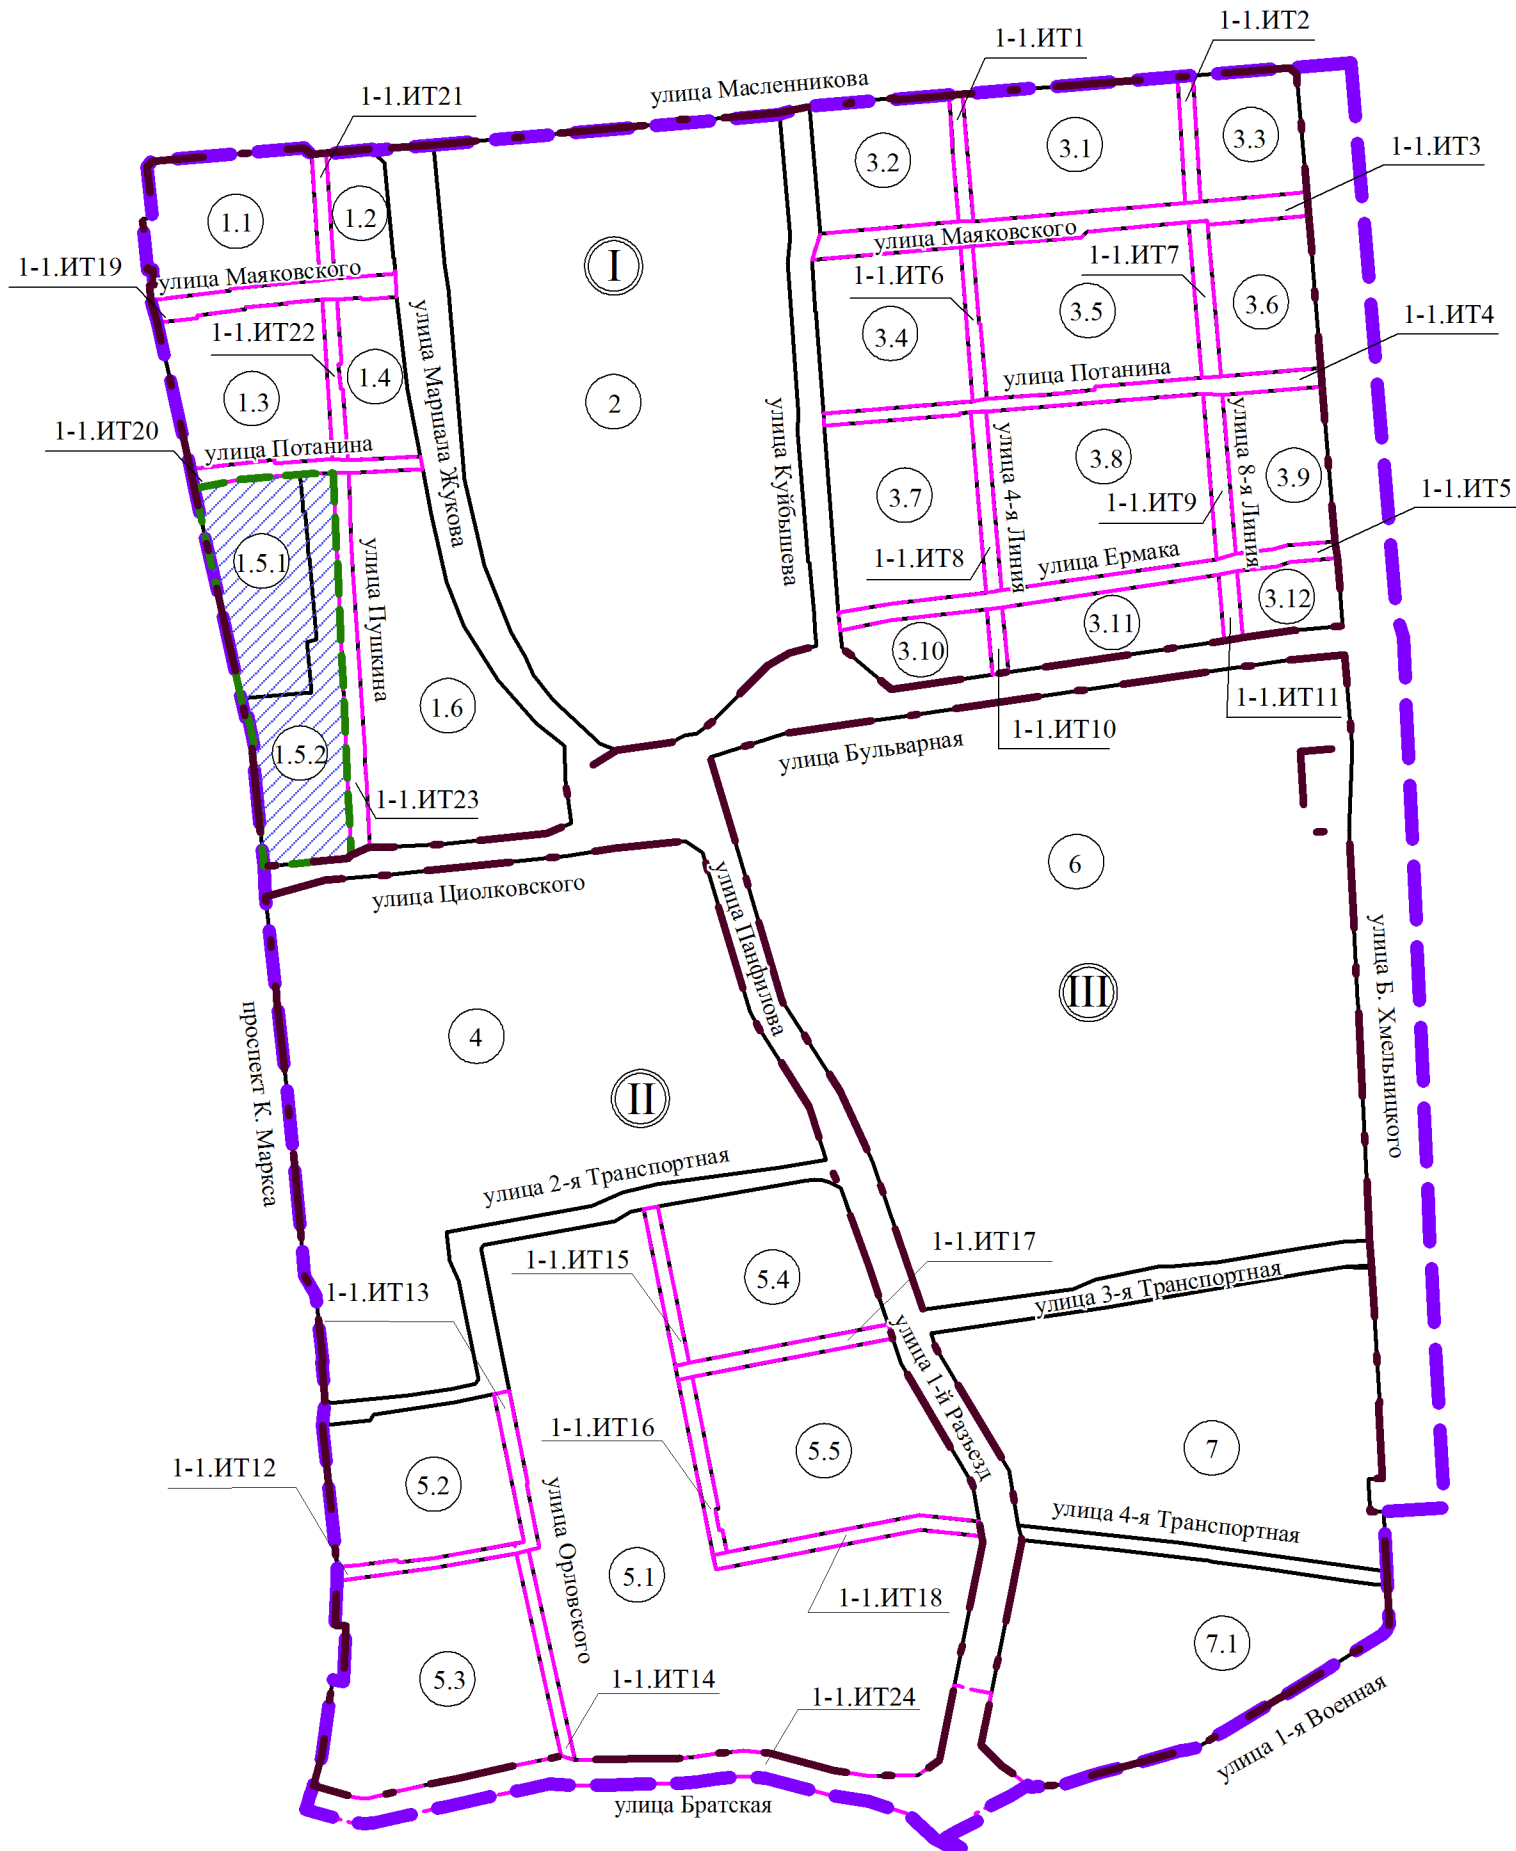 1-1.ИТ2
1-1.ИТ1
улица Масленникова
1-1.ИТ21
3.3
3.1
3.2
1-1.ИТ3
1.1
1.2
улица Маяковского
I
1-1.ИТ19
улица Маяковского
1-1.ИТ6
1-1.ИТ7
3.6
3.5
3.4
1-1.ИТ4
1-1.ИТ22
улица Маршала Жукова
1.4
1.3
2
улица Потанина
1-1.ИТ20
улица Потанина
улица Куйбышева
улица 4-я Линия
улица 8-я Линия
3.8
3.9
3.7
1-1.ИТ5
1-1.ИТ9
1.5.1
улица Пушкина
1-1.ИТ8
улица Ермака
3.12
3.11
3.10
1.6
1-1.ИТ11
1-1.ИТ10
1.5.2
улица Бульварная
1-1.ИТ23
6
улица Циолковского
улица Панфилова
улица Б. Хмельницкого
III
4
проспект К. Маркса
II
улица 2-я Транспортная
1-1.ИТ17
1-1.ИТ15
5.4
1-1.ИТ13
улица 3-я Транспортная
улица 1-й Разъезд
1-1.ИТ16
5.5
7
1-1.ИТ12
5.2
улица Орловского
улица 4-я Транспортная
5.1
1-1.ИТ18
7.1
5.3
1-1.ИТ14
1-1.ИТ24
улица 1-я Военная
улица Братская